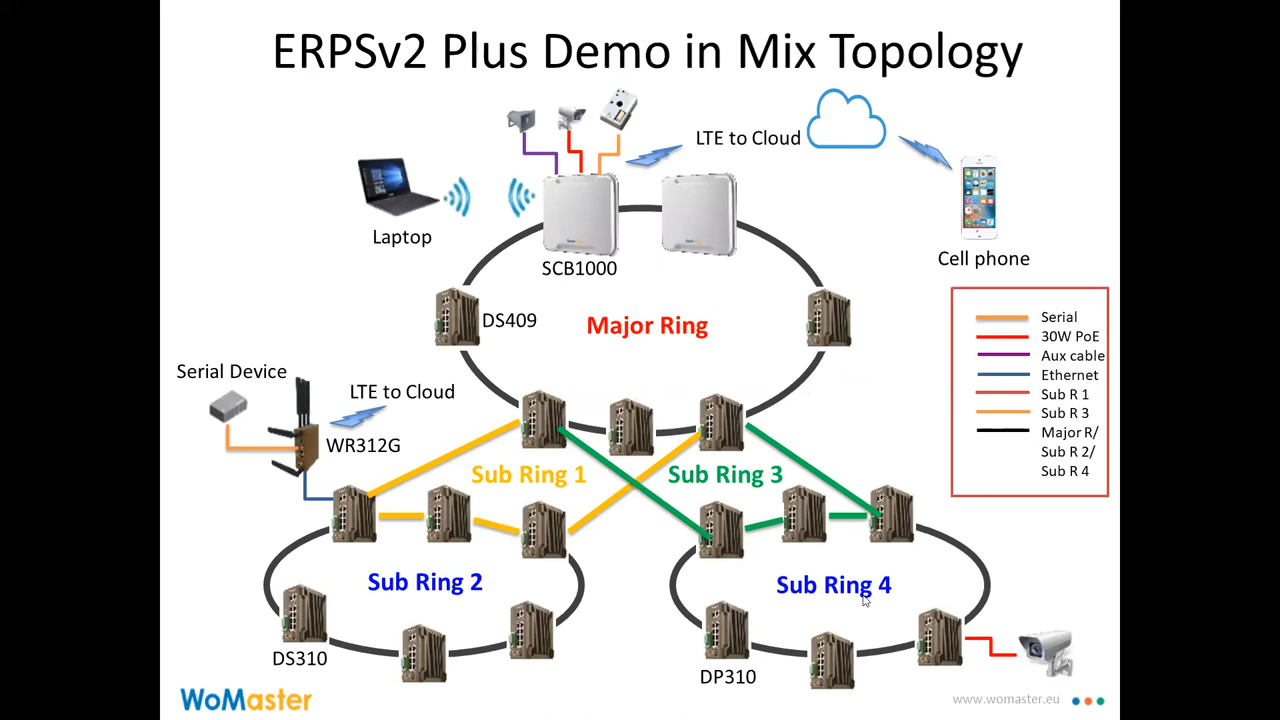 ERPSv2 Plus Demo in Mix Topology
LTE to Cloud
Laptop
SCB1000
Cell phone
DS409
Major Ring
Serial
30W PoE
Aux cable
Ethernet
Sub R 1
Sub R 3
Major R/
Sub R 2/
Sub R 4
Serial Device
LTE to Cloud
WR312G
Sub Ring 1
Sub Ring 3
Sub Ring 2
Sub Ring 4
DS310
DP310
WoMaster
www.womaster.eu